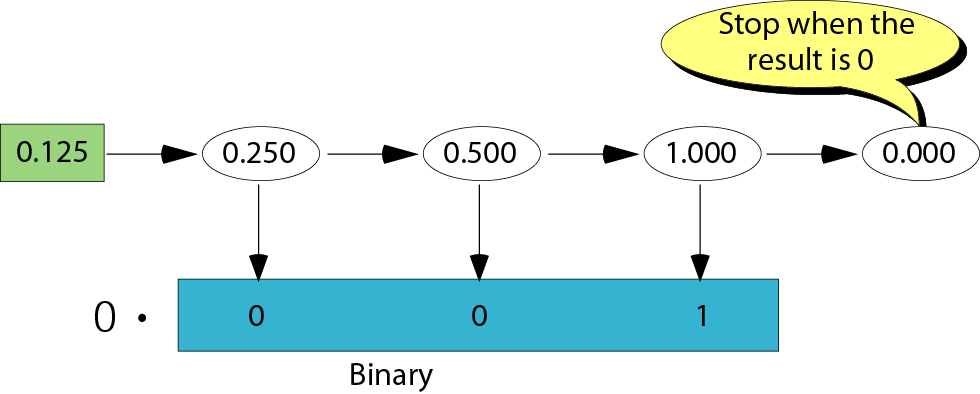 Stop when the
result is 0
0.125 0.250 0.500 1.000 0.000
0 • 0 0 1
Binary